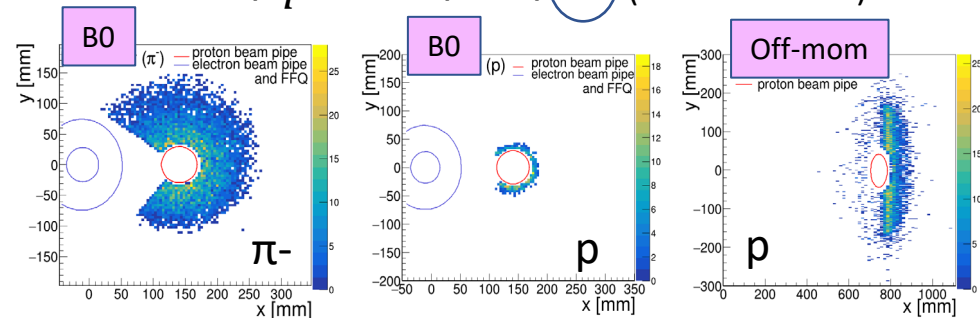 B0
(π⁻)
proton beam pipe
electron beam pipe
and FFQ
y [mm]
150
100
50
0
−50
−100
−150
0 50 100 150 200 250 300
x [mm]
25
20
15
10
5
0
π-
B0
(p)
proton beam pipe
electron beam pipe
and FFQ
y [mm]
200
150
100
50
0
−50
−100
−150
−200
−50 0 50 100 150 200 250 300 350
x [mm]
18
16
14
12
10
8
6
4
2
0
p
Off-mom
proton beam pipe
y [mm]
300
200
100
0
−100
−200
−300
0 200 400 600 800 1000
x [mm]
25
20
15
10
5
0
p